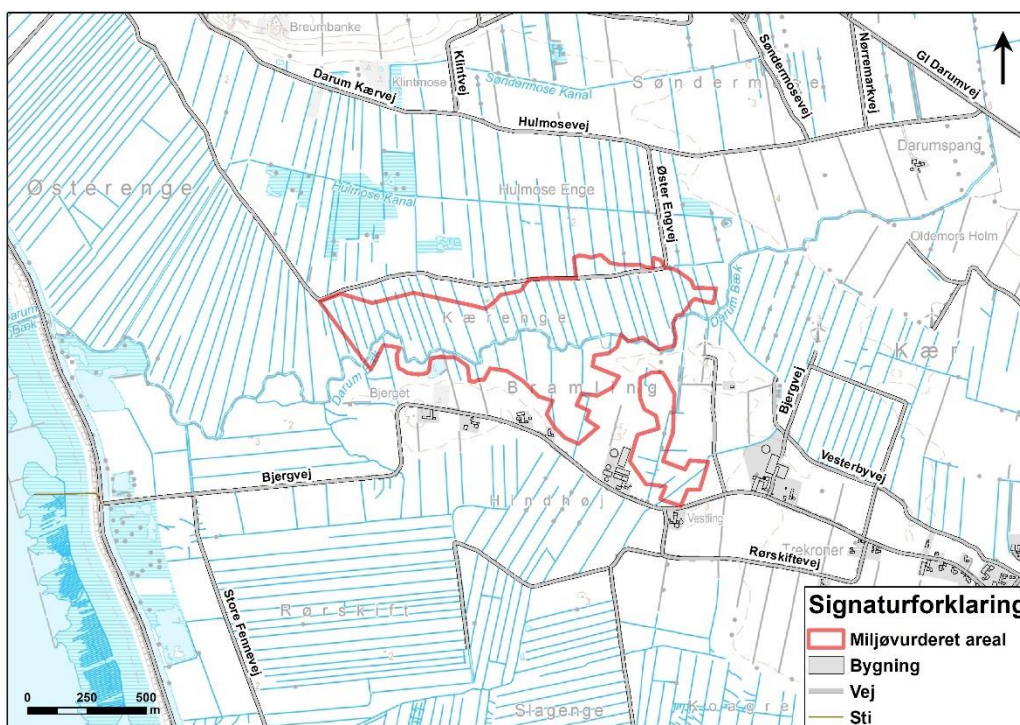 Breumbanke
Klintvej
Darum Kærvej
Klintmose
Søndermose Kanal
Søndermose
Søndermosevej
Nørremarkvej
Gl Darumvej
Hulmosevej
Darumspang
Østerenge
Hulmose Kanal
Hulmose Enge
Øster Engvej
Oldemors Holm
Kærenge
Darum Bæk
Darum
Bæk
Kær
Bramling
Bjerget
Bjergvej
Bjergvej
Vesterbyvej
Hindhøj
Vestling
Rørskiftevej
Trekroner
Store Fennevej
Rørskift
Slagenge
Signaturforklaring
Miljøvurderet areal
Bygning
Vej
Sti
0 250 500
m